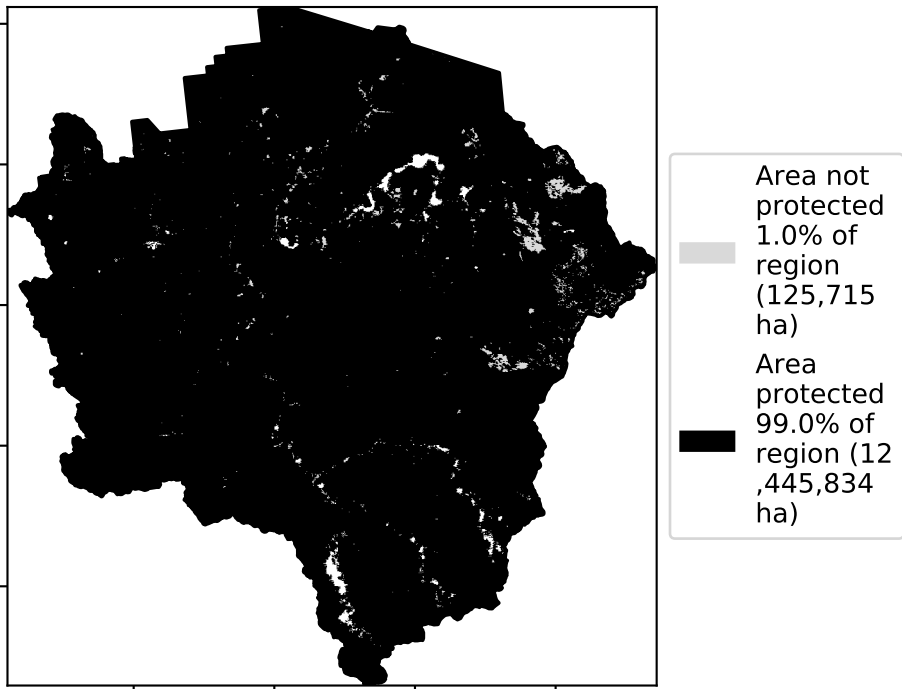 Area not
protected
1.0% of
region
(125,715
ha)
Area
protected
99.0% of
region (12
,445,834
ha)